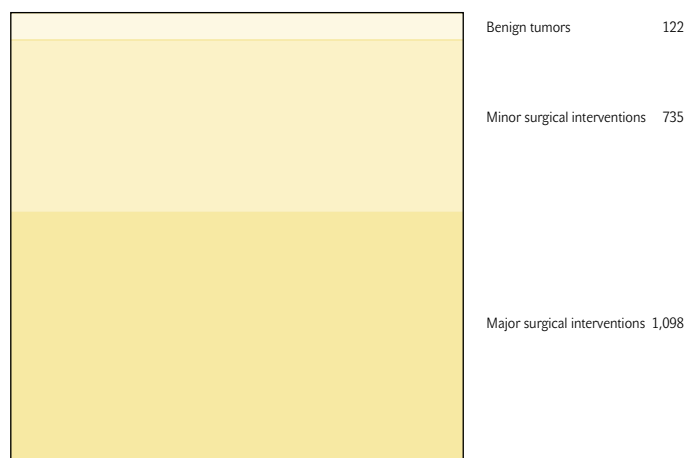 Benign tumors 122
Minor surgical interventions 735
Major surgical interventions 1,098